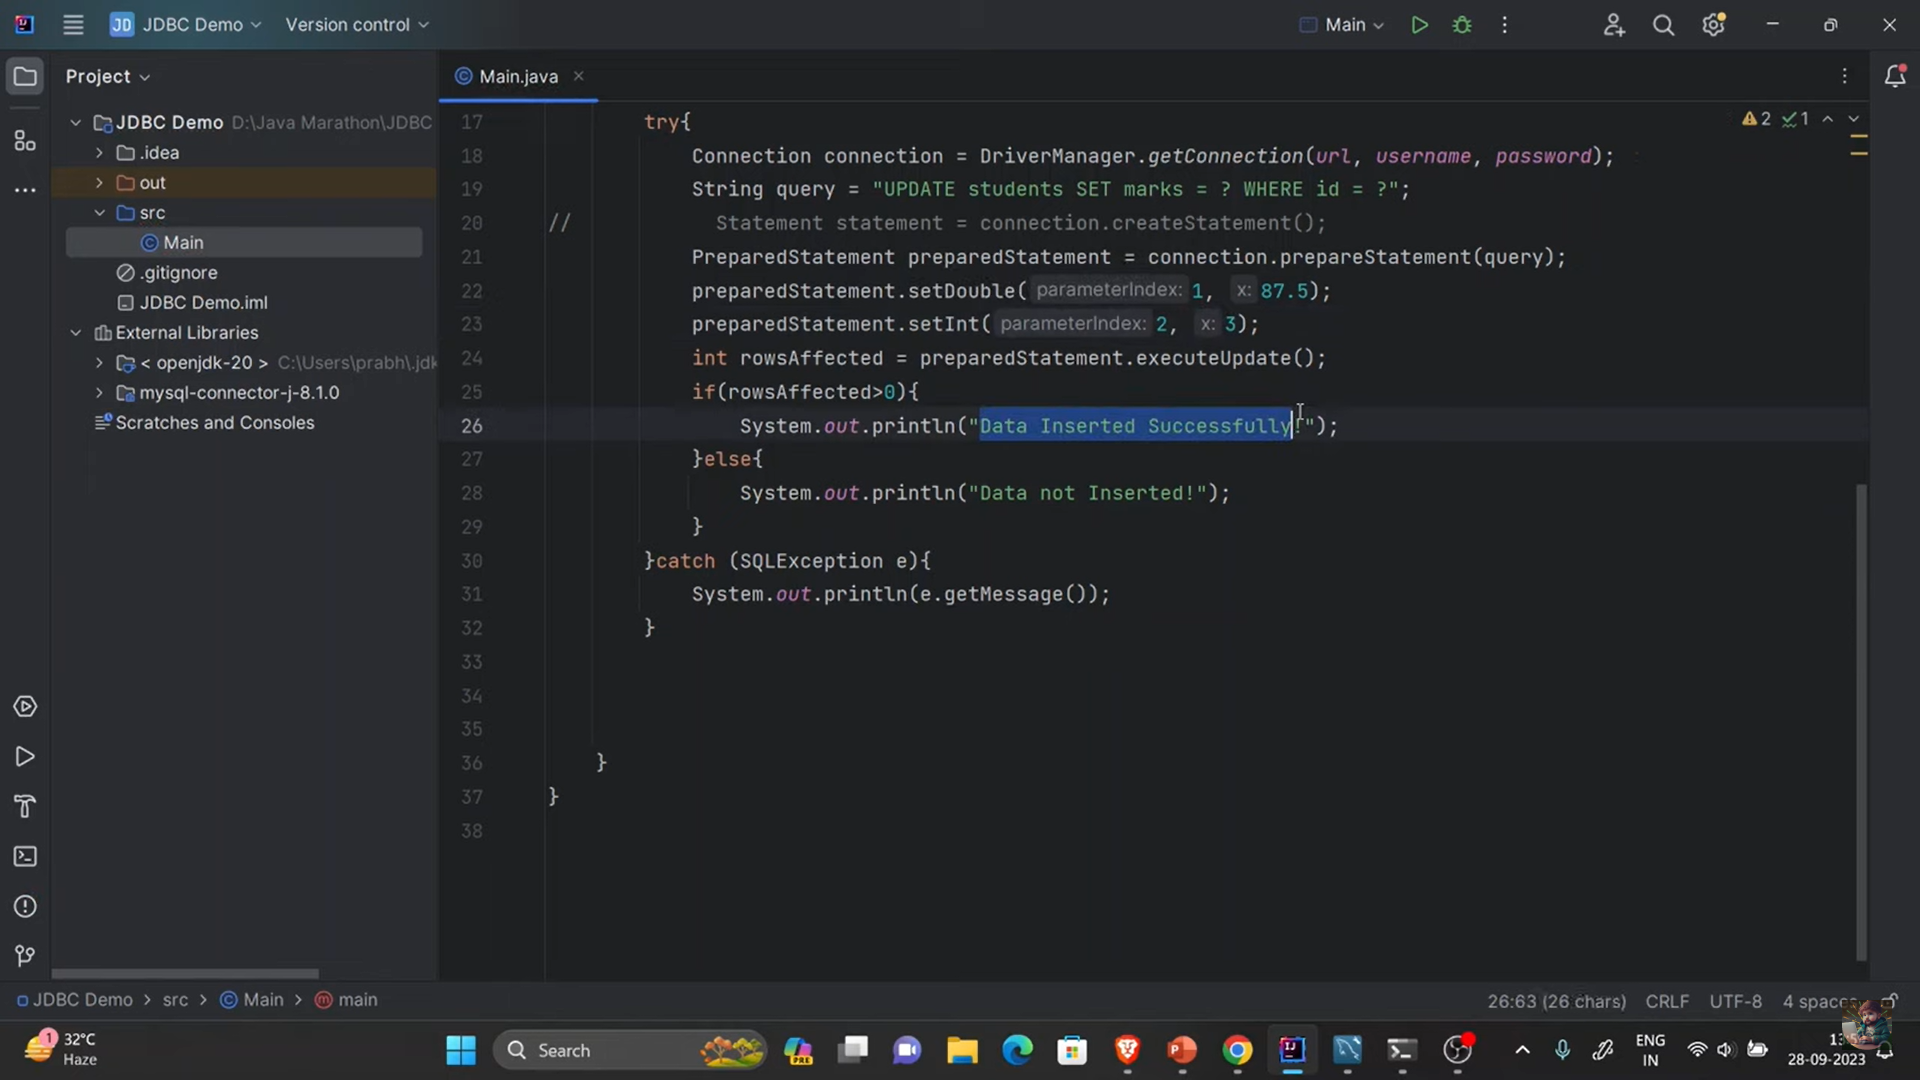 JD JDBC Demo Version control Main
Project
Main.java
JDBC Demo D:\Java Marathon\JDBC
.idea
out
src
Main
.gitignore
JDBC Demo.iml
External Libraries
< openjdk-20 > C:\Users\prabh\.jdk
mysql-connector-j-8.1.0
Scratches and Consoles
2 1
17 try{
18 Connection connection = DriverManager.getConnection(url, username, password);
19 String query = "UPDATE students SET marks = ? WHERE id = ?";
20 // Statement statement = connection.createStatement();
21 PreparedStatement preparedStatement = connection.prepareStatement(query);
22 preparedStatement.setDouble( parameterIndex: 1, x: 87.5);
23 preparedStatement.setInt( parameterIndex: 2, x: 3);
24 int rowsAffected = preparedStatement.executeUpdate();
25 if(rowsAffected>0){
26 System.out.println("Data Inserted Successfully!");
27 }else{
28 System.out.println("Data not Inserted!");
29 }
30 }catch (SQLException e){
31 System.out.println(e.getMessage());
32 }
33
34
35
36 }
37 }
38
JDBC Demo > src > Main > main
26:63 (26 chars) CRLF UTF-8 4 spaces
1 32°C
Haze
Search
PRE
ENG
IN
28-09-2023